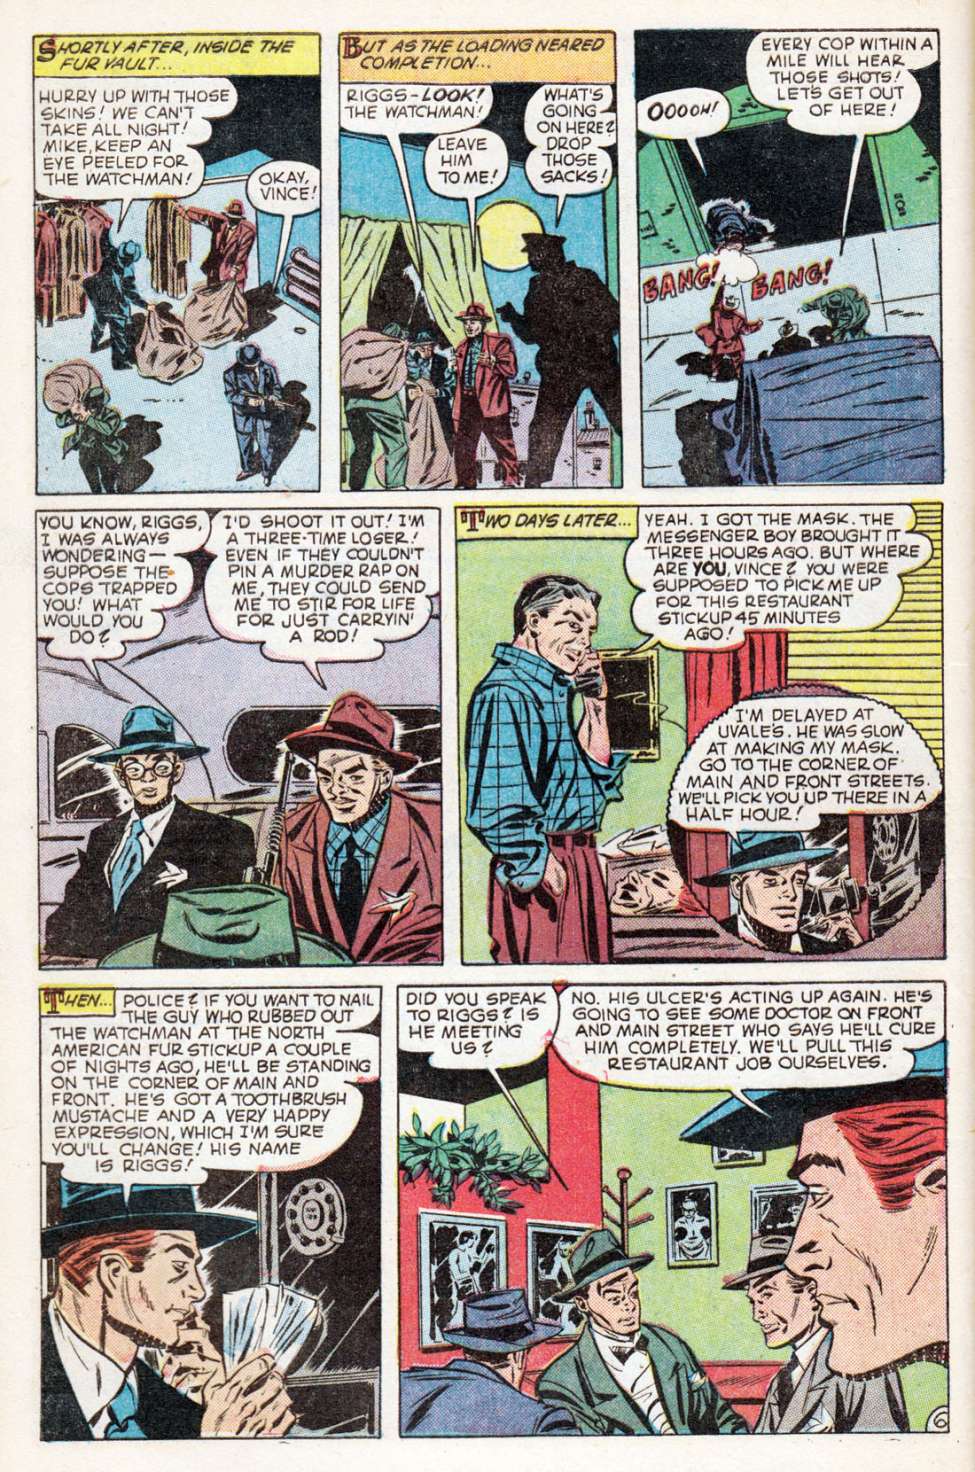 SHORTLY AFTER, INSIDE THE
FUR VAULT...
HURRY UP WITH THOSE
SKINS! WE CAN'T
TAKE ALL NIGHT!
MIKE, KEEP AN
EYE PEELED FOR
THE WATCHMAN!
OKAY,
VINCE!
BUT AS THE LOADING NEARED
COMPLETION...
RIGGS-LOOK!
THE WATCHMAN!
LEAVE
HIM
TO ME!
WHAT'S
GOING
ON HERE?
DROP
THOSE
SACKS!
OOOOH!
EVERY COP WITHIN A
MILE WILL HEAR
THOSE SHOTS!
LET'S GET OUT
OF HERE!
BANG!
BANG!
YOU KNOW, RIGGS,
I WAS ALWAYS
WONDERING—
SUPPOSE THE
COPS TRAPPED
YOU! WHAT
WOULD YOU
DO?
I'D SHOOT IT OUT! I'M
A THREE-TIME LOSER!
EVEN IF THEY COULDN'T
PIN A MURDER RAP ON
ME, THEY COULD SEND
ME TO STIR FOR LIFE
FOR JUST CARRYIN'
A ROD!
TWO DAYS LATER...
YEAH. I GOT THE MASK. THE
MESSENGER BOY BROUGHT IT
THREE HOURS AGO. BUT WHERE
ARE YOU, VINCE? YOU WERE
SUPPOSED TO PICK ME UP
FOR THIS RESTAURANT
STICKUP 45 MINUTES
AGO!
I'M DELAYED AT
UVALE'S. HE WAS SLOW
AT MAKING MY MASK.
GO TO THE CORNER OF
MAIN AND FRONT STREETS.
WE'LL PICK YOU UP THERE IN A
HALF HOUR!
THEN...
POLICE? IF YOU WANT TO NAIL
THE GUY WHO RUBBED OUT
THE WATCHMAN AT THE NORTH
AMERICAN FUR STICKUP A COUPLE
OF NIGHTS AGO, HE'LL BE STANDING
ON THE CORNER OF MAIN AND
FRONT. HE'S GOT A TOOTHBRUSH
MUSTACHE AND A VERY HAPPY
EXPRESSION, WHICH I'M SURE
YOU'LL CHANGE! HIS NAME
IS RIGGS!
DID YOU SPEAK
TO RIGGS? IS
HE MEETING
US?
NO. HIS ULCER'S ACTING UP AGAIN. HE'S
GOING TO SEE SOME DOCTOR ON FRONT
AND MAIN STREET WHO SAYS HE'LL CURE
HIM COMPLETELY. WE'LL PULL THIS
RESTAURANT JOB OURSELVES.
6